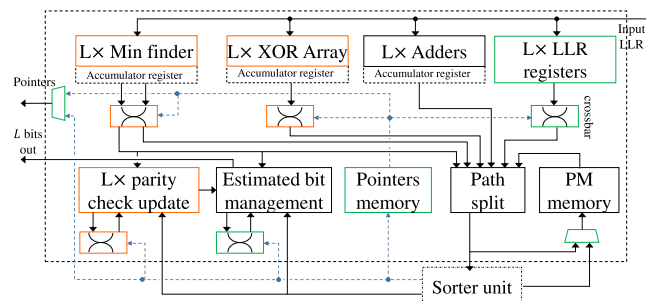 Input
LLR
L× Min finder
L× XOR Array
L× Adders
L× LLR
registers
Accumulator register
Accumulator register
Accumulator register
Pointers
crossbar
L bits
out
L× parity
check update
Estimated bit
management
Pointers
memory
Path
split
PM
memory
Sorter unit